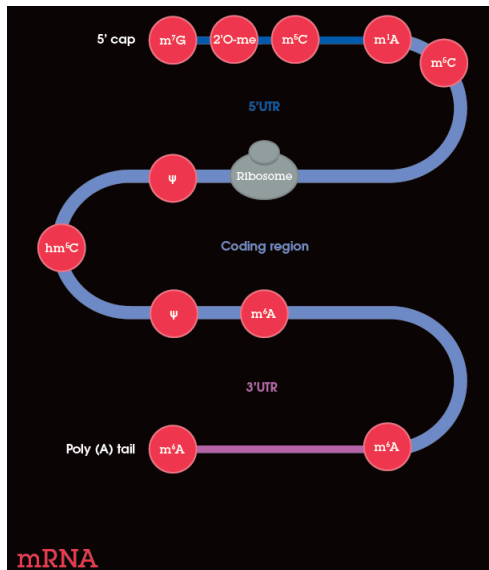 5' cap m⁷G 2'O-me m⁵C m¹A
m⁵C
5'UTR
ψ Ribosome
Coding region
hm⁵C
ψ m⁶A
3'UTR
Poly (A) tail m⁶A m⁶A
mRNA